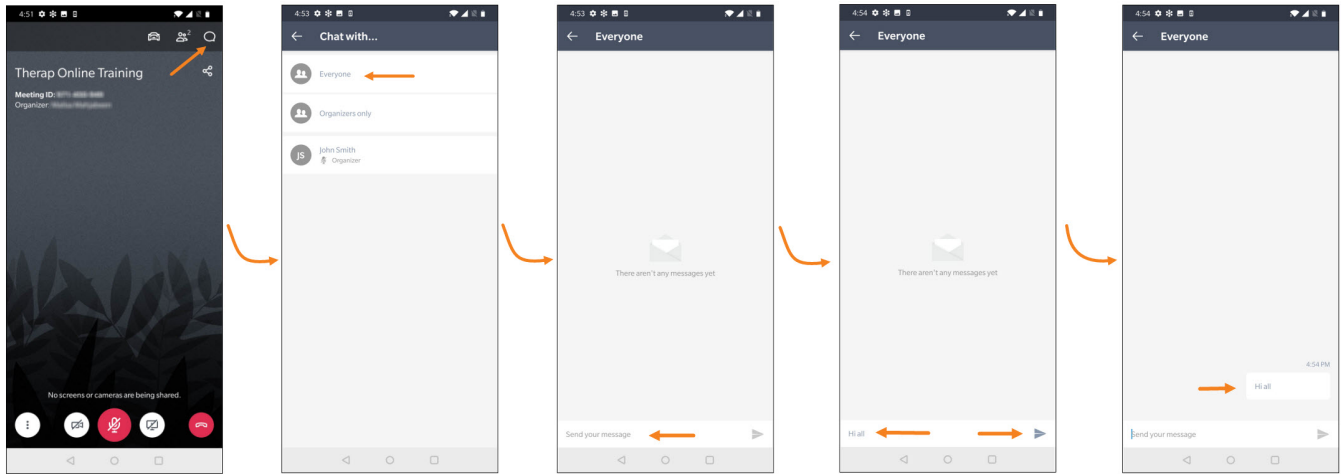 4:51
2
Therap Online Training
Meeting ID:
Organizer:
No screens or cameras are being shared.
4:53
Chat with...
Everyone
Organizers only
JS
John Smith
Organizer
4:53
Everyone
There aren't any messages yet
Send your message
4:54
Everyone
There aren't any messages yet
Hi all
4:54
Everyone
4:54 PM
Hi all
Send your message